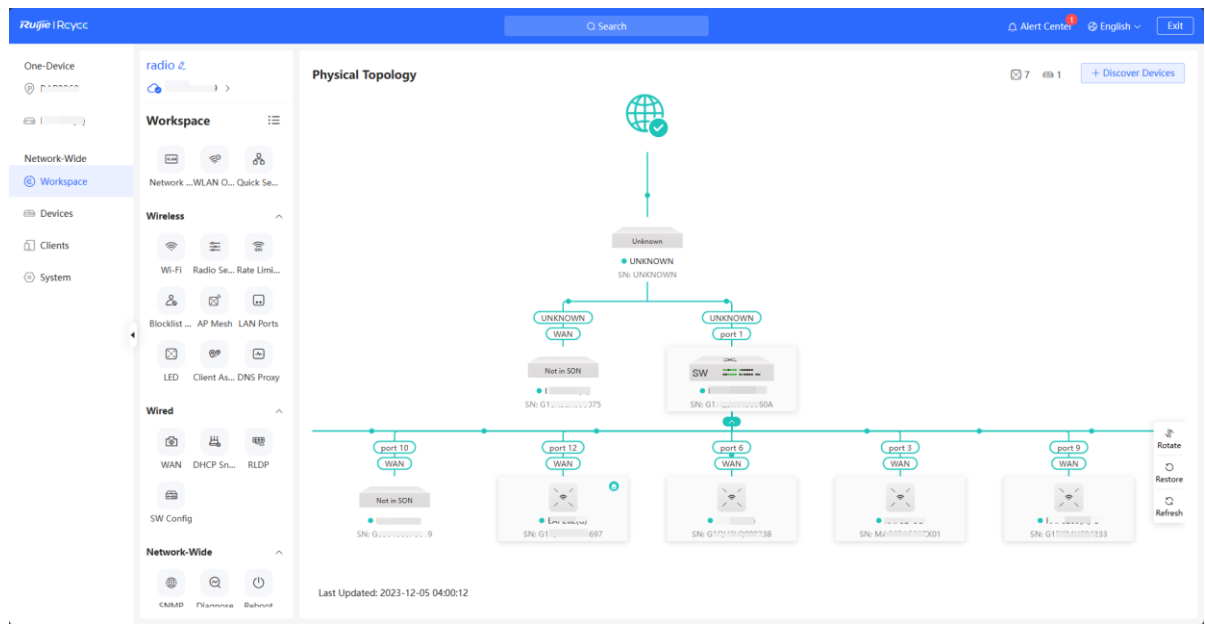 Ruijie | Rcycc
Search
Alert Center
1
English
Exit
One-Device
Network-Wide
Workspace
Devices
Clients
System
radio
Workspace
Network ...
WLAN O...
Quick Se...
Wireless
Wi-Fi
Radio Se...
Rate Limi...
Blocklist ...
AP Mesh
LAN Ports
LED
Client As...
DNS Proxy
Wired
WAN
DHCP Sn...
RLDP
SW Config
Network-Wide
SNMP
Diagnose
Reboot
Physical Topology
7
1
+ Discover Devices
Unknown
UNKNOWN
SN: UNKNOWN
UNKNOWN
WAN
UNKNOWN
port 1
Not in SON
SW
port 10
WAN
port 12
WAN
port 6
WAN
port 3
WAN
port 9
WAN
Not in SON
Rotate
Restore
Refresh
Last Updated: 2023-12-05 04:00:12